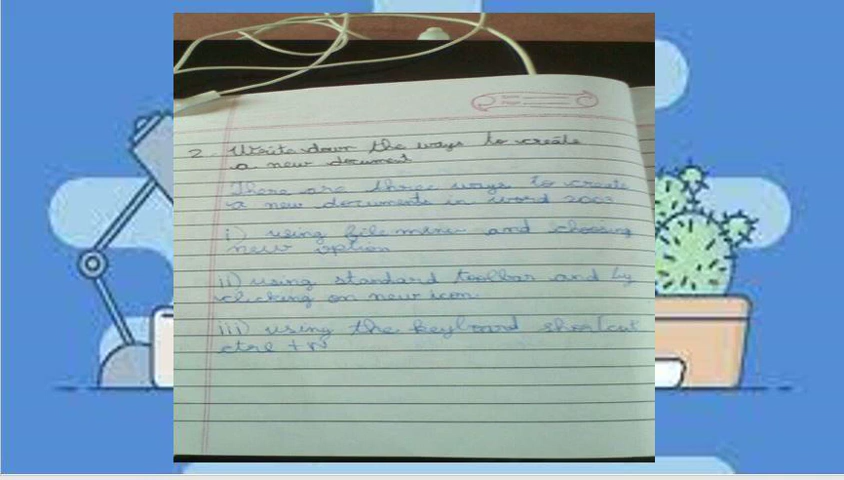 2. Write down the ways to create
a new document
There are three ways to create
a new documents in word 2003
i) using file menu and choosing
new option
ii) using standard toolbar and by
clicking on new icon
iii) using the keyboard shortcut
ctrl + N